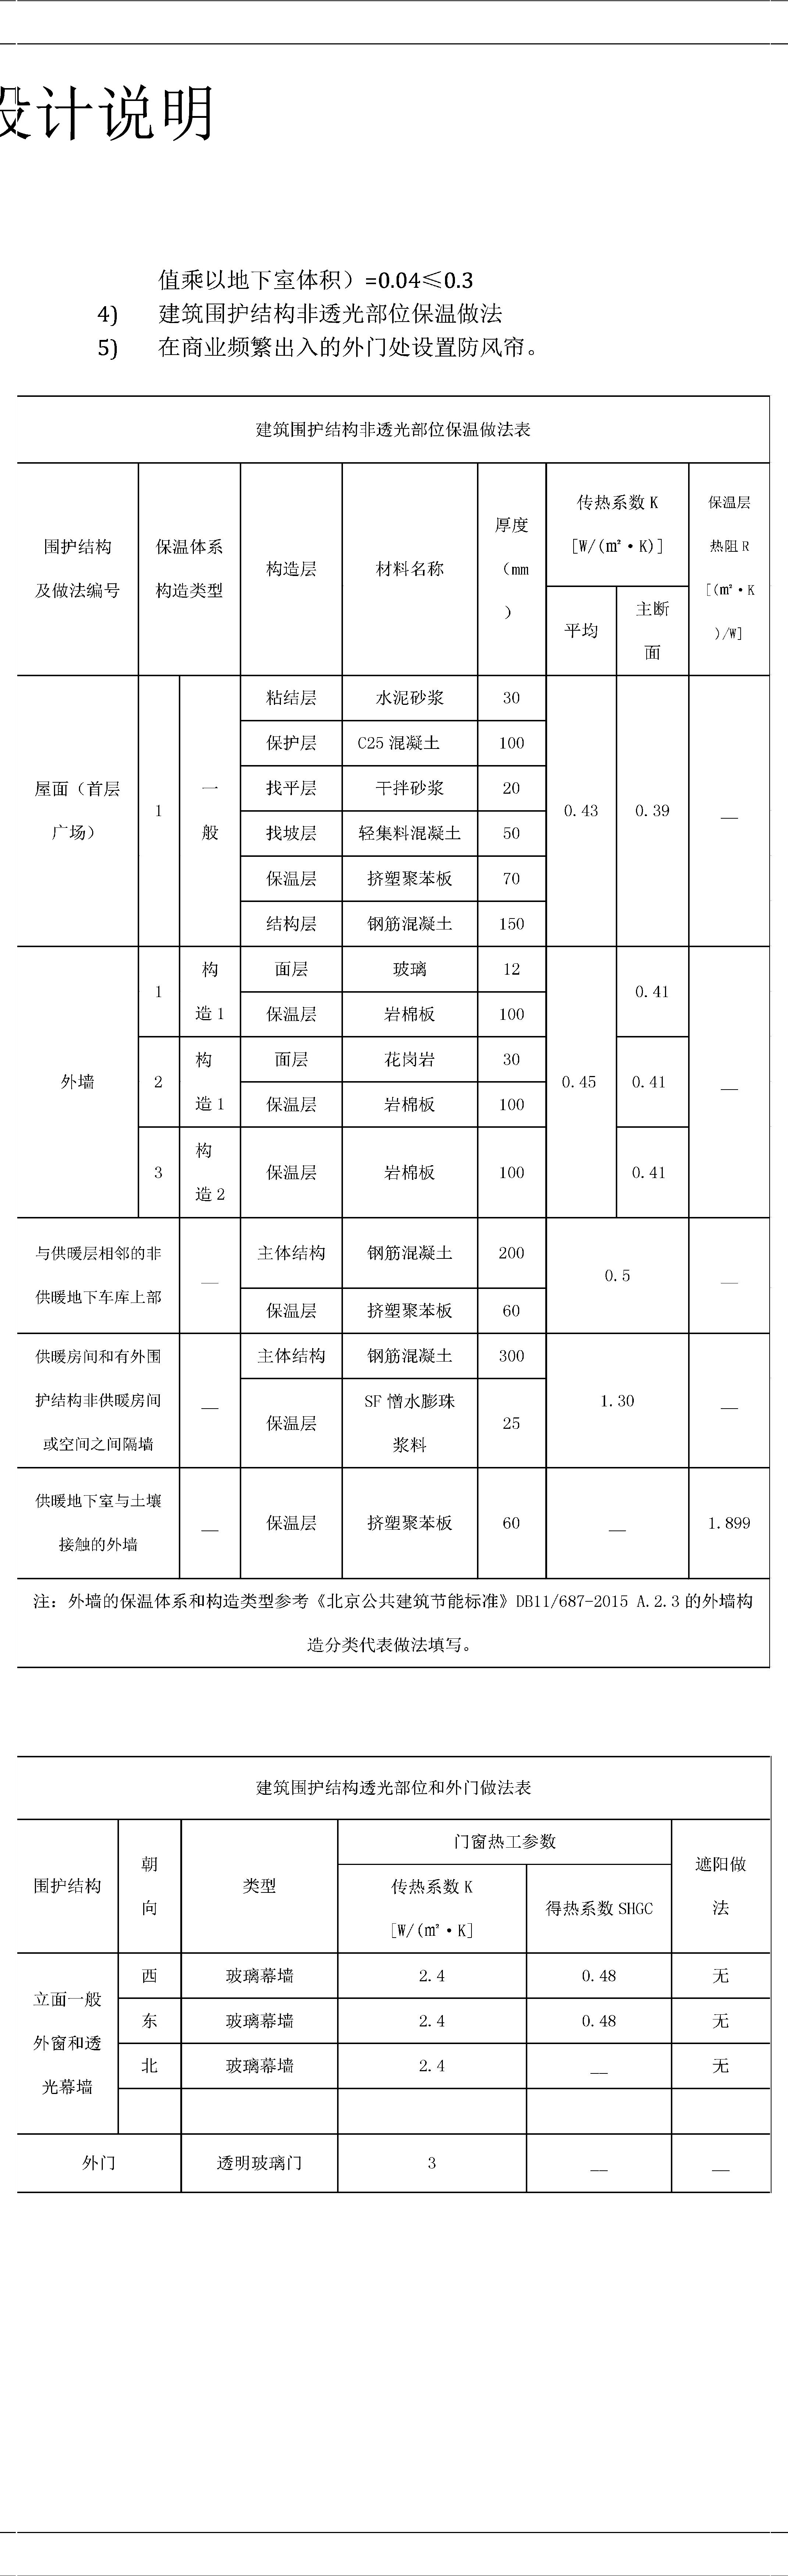 设计说明
值乘以地下室体积）=0.04≤0.3
4) 建筑围护结构非透光部位保温做法
5) 在商业频繁出入的外门处设置防风帘。
建筑围护结构非透光部位保温做法表
围护结构
及做法编号
保温体系
构造类型
构造层
材料名称
厚度
（mm
）
传热系数 K
[W/(m²·K)]
平均
主断
面
保温层
热阻 R
[(m²·K
)/W]
屋面（首层
广场）
1
一
般
粘结层 水泥砂浆 30
保护层 C25 混凝土 100
找平层 干拌砂浆 20
找坡层 轻集料混凝土 50
保温层 挤塑聚苯板 70
结构层 钢筋混凝土 150
0.43 0.39 —
外墙
1
构
造1
面层 玻璃 12
保温层 岩棉板 100
0.41
2
构
造1
面层 花岗岩 30
保温层 岩棉板 100
0.45 0.41 —
3
构
造2
保温层 岩棉板 100
0.41
与供暖层相邻的非
供暖地下车库上部
—
主体结构 钢筋混凝土 200
保温层 挤塑聚苯板 60
0.5 —
供暖房间和有外围
护结构非供暖房间
或空间之间隔墙
—
主体结构 钢筋混凝土 300
保温层
SF 憎水膨珠
浆料
25
1.30 —
供暖地下室与土壤
接触的外墙
— 保温层 挤塑聚苯板 60 — 1.899
注：外墙的保温体系和构造类型参考《北京公共建筑节能标准》DB11/687-2015 A.2.3 的外墙构
造分类代表做法填写。
建筑围护结构透光部位和外门做法表
围护结构
朝
向
类型
门窗热工参数
传热系数 K
[W/(m²·K]
得热系数 SHGC
遮阳做
法
立面一般
外窗和透
光幕墙
西 玻璃幕墙 2.4 0.48 无
东 玻璃幕墙 2.4 0.48 无
北 玻璃幕墙 2.4 — 无
外门 透明玻璃门 3 — —